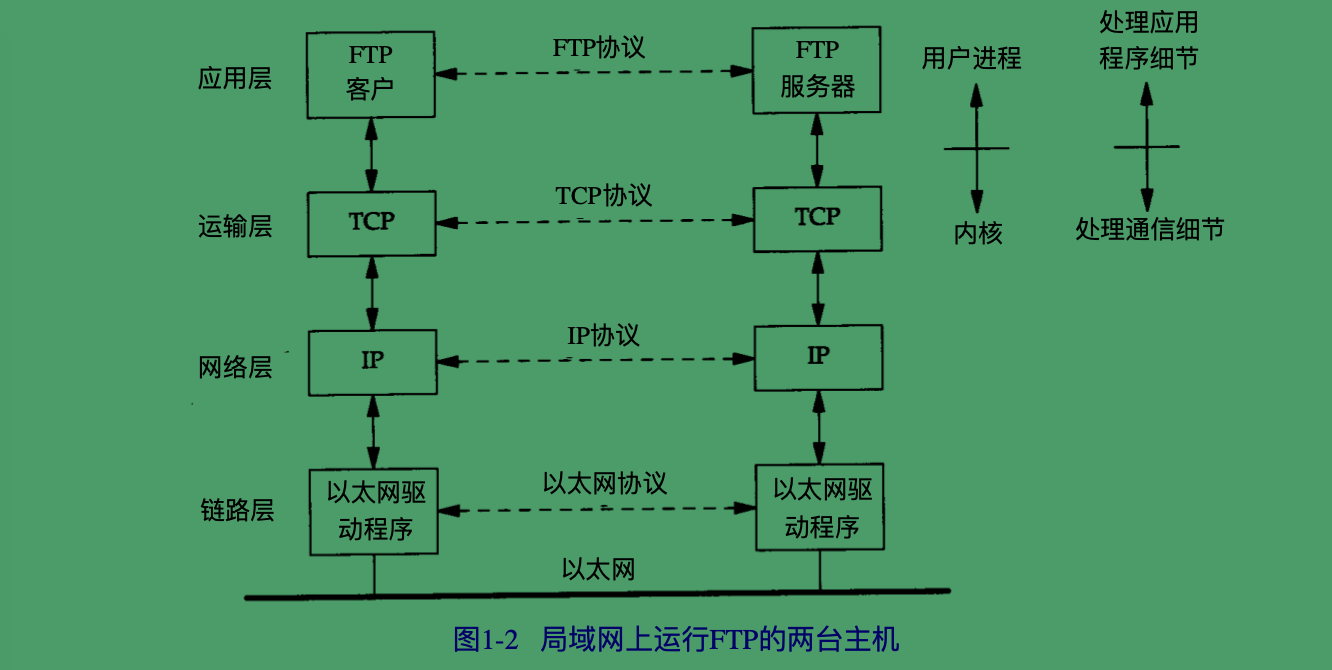 处理应用
程序细节
用户进程
应用层
FTP
客户
FTP协议
FTP
服务器
运输层
TCP
TCP协议
TCP
内核
处理通信细节
网络层
IP
IP协议
IP
链路层
以太网驱
动程序
以太网协议
以太网驱
动程序
以太网
图1-2 局域网上运行FTP的两台主机